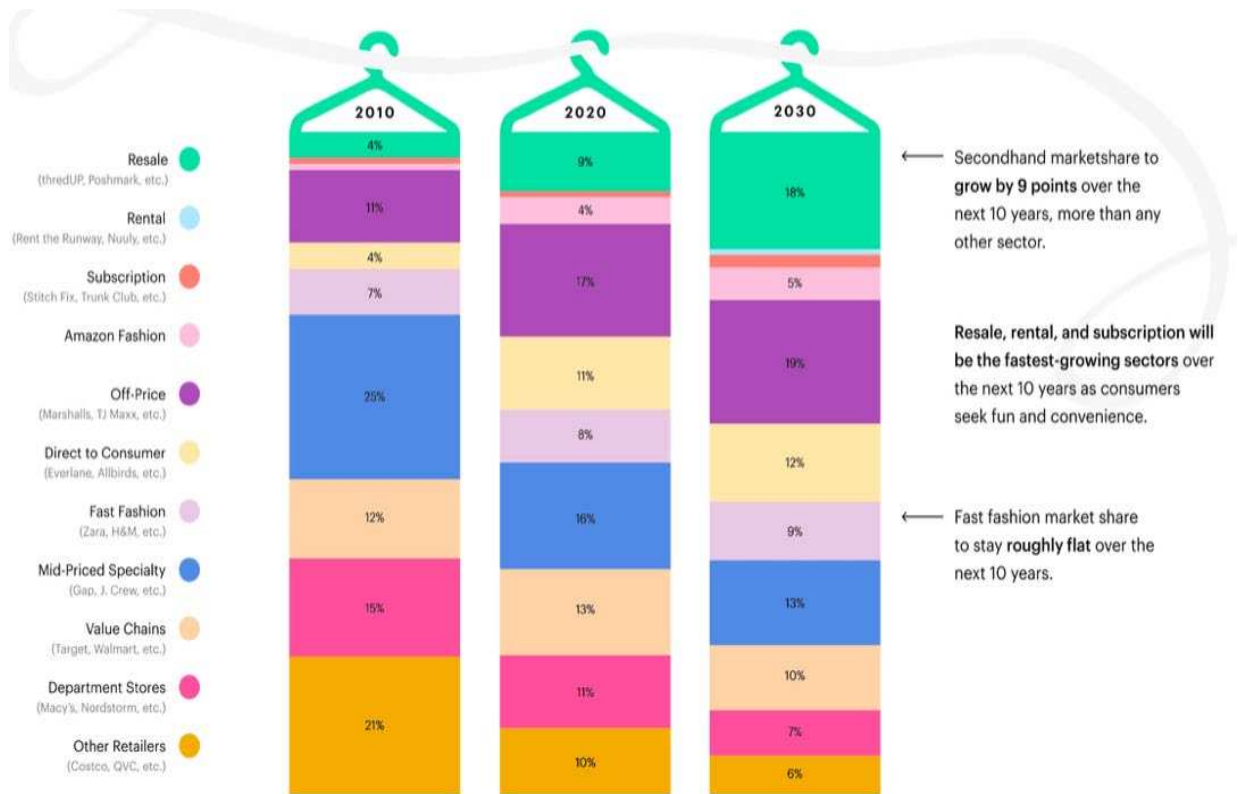 2010
2020
2030
Resale
(thredUP, Poshmark, etc.)
Rental
(Rent the Runway, Nuuly, etc.)
Subscription
(Stitch Fix, Trunk Club, etc.)
Amazon Fashion
Off-Price
(Marshalls, TJ Maxx, etc.)
Direct to Consumer
(Everlane, Allbirds, etc.)
Fast Fashion
(Zara, H&M, etc.)
Mid-Priced Specialty
(Gap, J. Crew, etc.)
Value Chains
(Target, Walmart, etc.)
Department Stores
(Macy's, Nordstorm, etc.)
Other Retailers
(Costco, QVC, etc.)
4%
11%
4%
7%
25%
12%
15%
21%
9%
4%
17%
11%
8%
16%
13%
11%
10%
18%
5%
19%
12%
9%
13%
10%
7%
6%
Secondhand marketshare to
grow by 9 points over the
next 10 years, more than any
other sector.
Resale, rental, and subscription will
be the fastest-growing sectors over
the next 10 years as consumers
seek fun and convenience.
Fast fashion market share
to stay roughly flat over the
next 10 years.